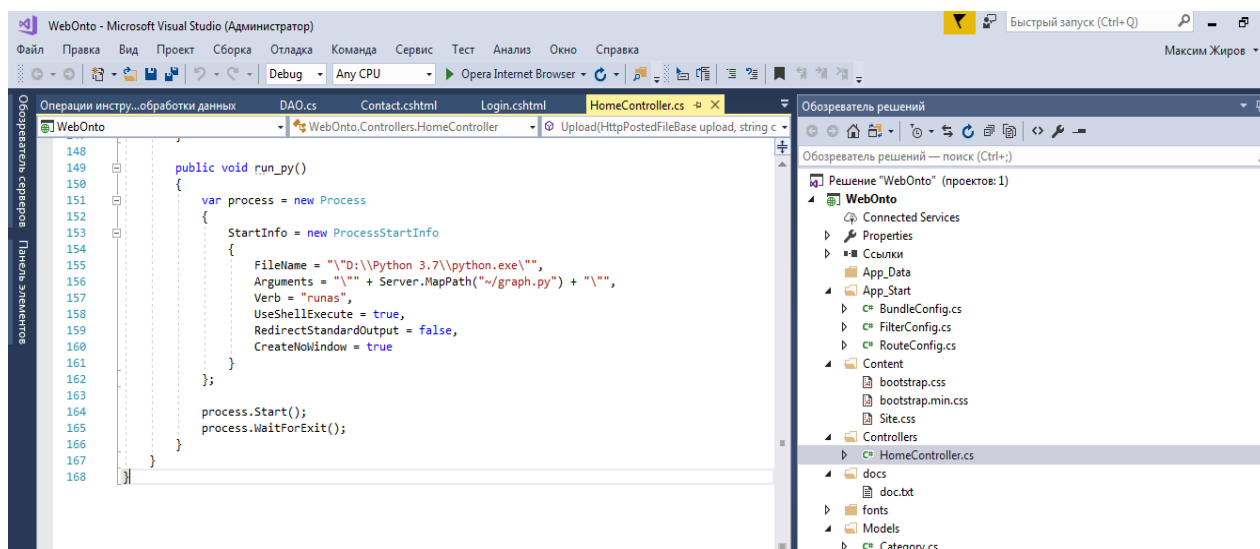 WebOnto - Microsoft Visual Studio (Администратор)
Быстрый запуск (Ctrl+Q)
Файл Правка Вид Проект Сборка Отладка Команда Сервис Тест Анализ Окно Справка
Максим Жиров
Debug Any CPU Opera Internet Browser
Обозреватель серверов
Панель элементов
Операции инстру...обработки данных DAO.cs Contact.cshtml Login.cshtml HomeController.cs
WebOnto WebOnto.Controllers.HomeController Upload(HttpPostedFileBase upload, string c
148
149 public void run_py()
150 {
151 var process = new Process
152 {
153 StartInfo = new ProcessStartInfo
154 {
155 FileName = "\"D:\\Python 3.7\\python.exe\"",
156 Arguments = "\"" + Server.MapPath("~/graph.py") + "\"",
157 Verb = "runas",
158 UseShellExecute = true,
159 RedirectStandardOutput = false,
160 CreateNoWindow = true
161 }
162 };
163
164 process.Start();
165 process.WaitForExit();
166 }
167 }
168 }
Обозреватель решений
Обозреватель решений — поиск (Ctrl+;)
Решение "WebOnto" (проектов: 1)
WebOnto
Connected Services
Properties
Ссылки
App_Data
App_Start
BundleConfig.cs
FilterConfig.cs
RouteConfig.cs
Content
bootstrap.css
bootstrap.min.css
Site.css
Controllers
HomeController.cs
docs
doc.txt
fonts
Models
Category.cs